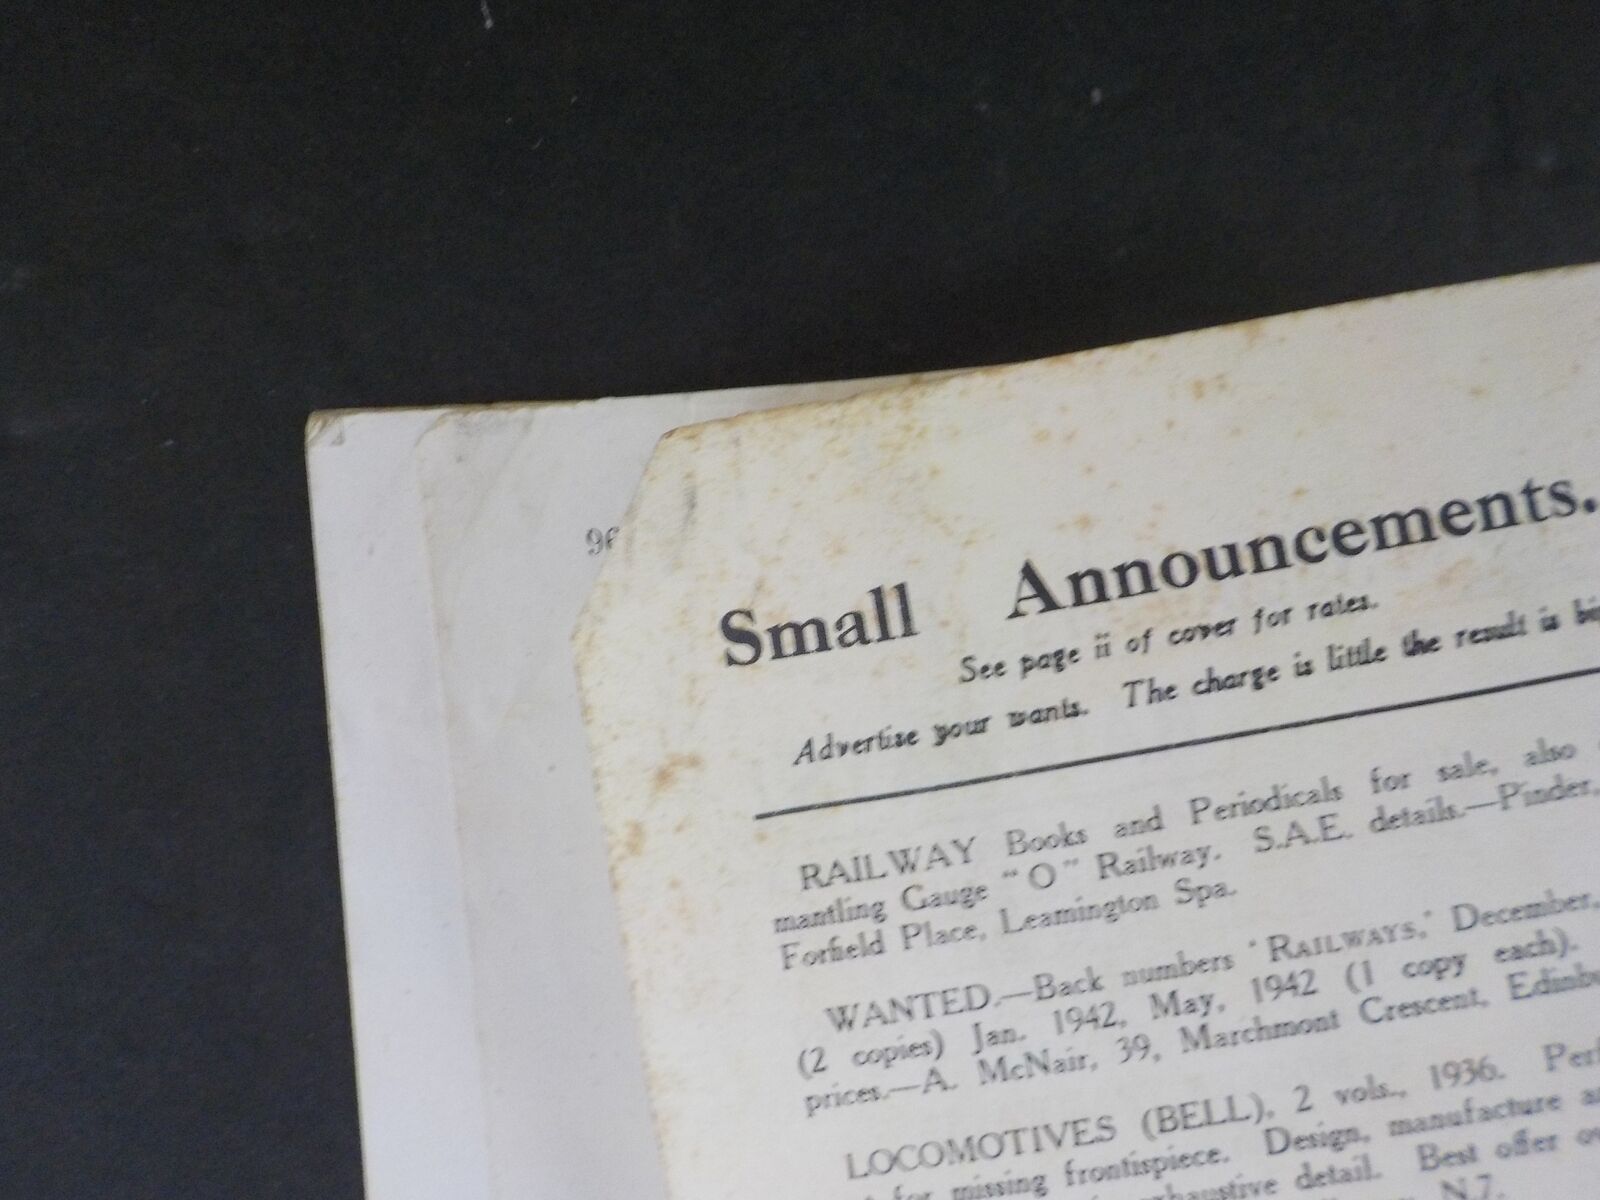 96
Small Announcements.
See page ii of cover for rates.
Advertise your wants. The charge is little the result is
RAILWAY Books and Periodicals for sale, also
mantling Gauge "O" Railway. S.A.E. details.—Pinder,
Forfield Place, Leamington Spa.
WANTED.—Back numbers 'RAILWAYS,' December,
(2 copies) Jan. 1942, May, 1942 (1 copy each).
prices.—A. McNair, 39, Marchmont Crescent,
LOCOMOTIVES (BELL), 2 vols., 1936.
for missing frontispiece. Design, manufacture
exhaustive detail. Best offer
N.7.